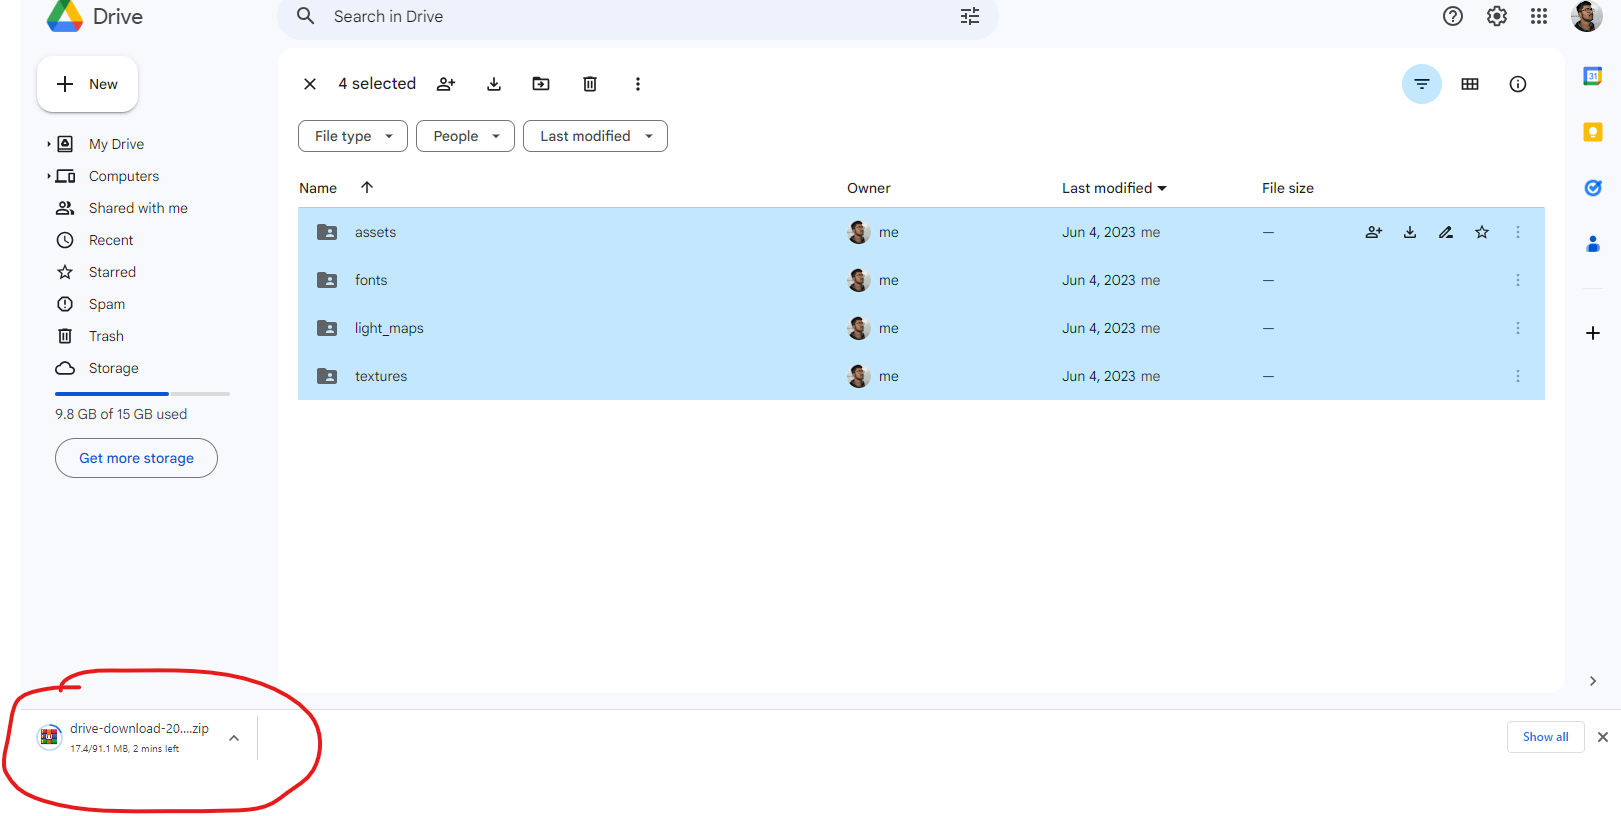 Drive
Search in Drive
New
4 selected
My Drive
Computers
Shared with me
Recent
Starred
Spam
Trash
Storage
9.8 GB of 15 GB used
Get more storage
File type
People
Last modified
Name
Owner
Last modified
File size
assets
me
Jun 4, 2023 me
—
fonts
me
Jun 4, 2023 me
—
light_maps
me
Jun 4, 2023 me
—
textures
me
Jun 4, 2023 me
—
31
drive-download-20....zip
17.4/91.1 MB, 2 mins left
Show all